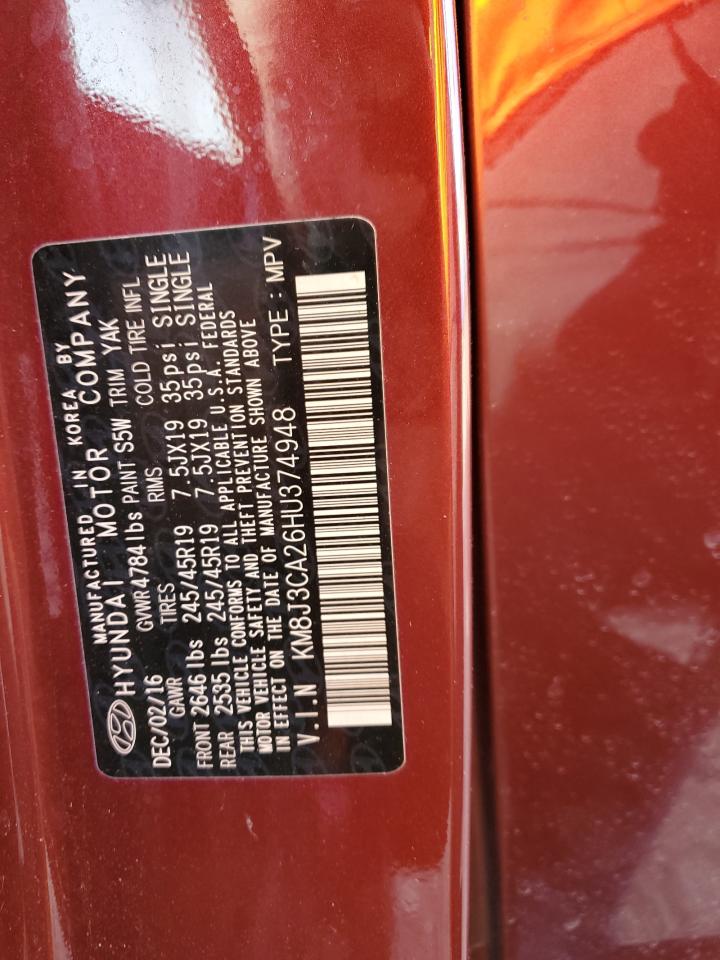 MANUFACTURED IN KOREA BY
HYUNDAI MOTOR COMPANY
DEC/02/16 GVWR 4784 lbs PAINT S5W TRIM YAK
GAWR TIRES RIMS COLD TIRE INFL
FRONT 2646 lbs 245/45R19 7.5JX19 35psi SINGLE
REAR 2535 lbs 245/45R19 7.5JX19 35psi SINGLE
THIS VEHICLE CONFORMS TO ALL APPLICABLE U.S.A. FEDERAL
MOTOR VEHICLE SAFETY AND THEFT PREVENTION STANDARDS
IN EFFECT ON THE DATE OF MANUFACTURE SHOWN ABOVE
V.I.N KM8J3CA26HU374948 TYPE : MPV